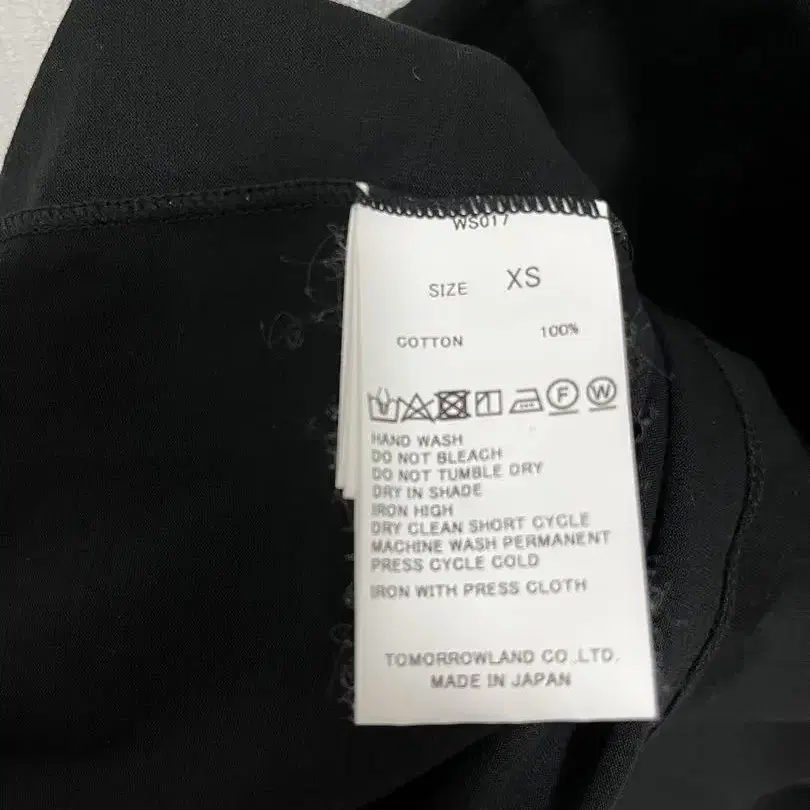 WS017
SIZE XS
COTTON 100%
F W
HAND WASH
DO NOT BLEACH
DO NOT TUMBLE DRY
DRY IN SHADE
IRON HIGH
DRY CLEAN SHORT CYCLE
MACHINE WASH PERMANENT
PRESS CYCLE COLD
IRON WITH PRESS CLOTH
TOMORROWLAND CO.,LTD.
MADE IN JAPAN